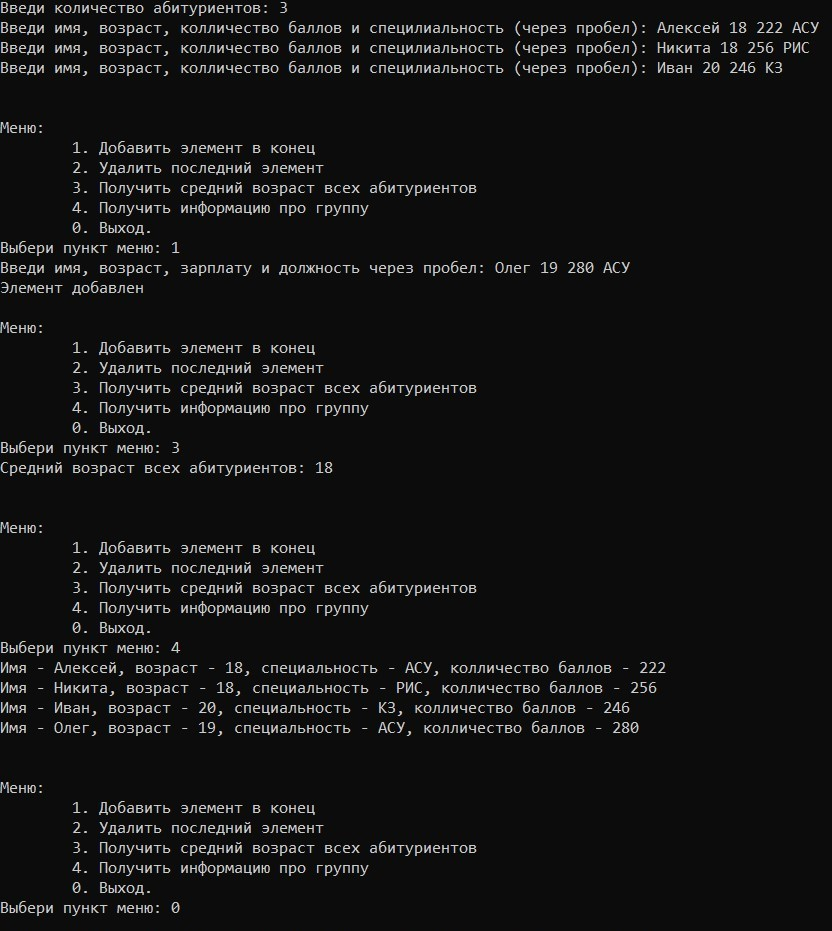 Введи количество абитуриентов: 3
Введи имя, возраст, колличество баллов и специлиальность (через пробел): Алексей 18 222 АСУ
Введи имя, возраст, колличество баллов и специлиальность (через пробел): Никита 18 256 РИС
Введи имя, возраст, колличество баллов и специлиальность (через пробел): Иван 20 246 КЗ
Меню:
1. Добавить элемент в конец
2. Удалить последний элемент
3. Получить средний возраст всех абитуриентов
4. Получить информацию про группу
0. Выход.
Выбери пункт меню: 1
Введи имя, возраст, зарплату и должность через пробел: Олег 19 280 АСУ
Элемент добавлен
Меню:
1. Добавить элемент в конец
2. Удалить последний элемент
3. Получить средний возраст всех абитуриентов
4. Получить информацию про группу
0. Выход.
Выбери пункт меню: 3
Средний возраст всех абитуриентов: 18
Меню:
1. Добавить элемент в конец
2. Удалить последний элемент
3. Получить средний возраст всех абитуриентов
4. Получить информацию про группу
0. Выход.
Выбери пункт меню: 4
Имя - Алексей, возраст - 18, специальность - АСУ, колличество баллов - 222
Имя - Никита, возраст - 18, специальность - РИС, колличество баллов - 256
Имя - Иван, возраст - 20, специальность - КЗ, колличество баллов - 246
Имя - Олег, возраст - 19, специальность - АСУ, колличество баллов - 280
Меню:
1. Добавить элемент в конец
2. Удалить последний элемент
3. Получить средний возраст всех абитуриентов
4. Получить информацию про группу
0. Выход.
Выбери пункт меню: 0